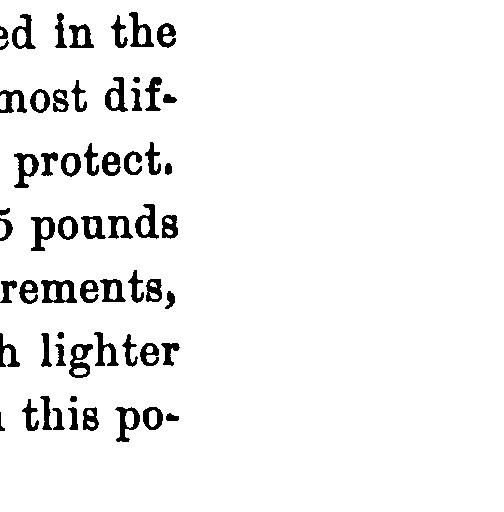 ed in the
most dif-
protect.
5 pounds
rements,
h lighter
this po-